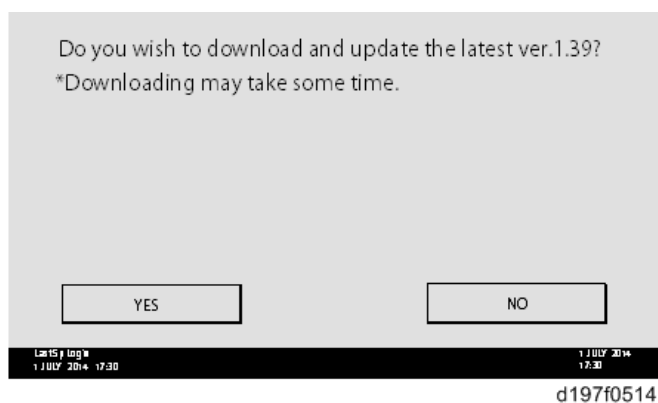 Do you wish to download and update the latest ver.1.39?
*Downloading may take some time.
YES
NO
1 JULY 2014 17:30
1 JULY 2014
17:30
d197f0514